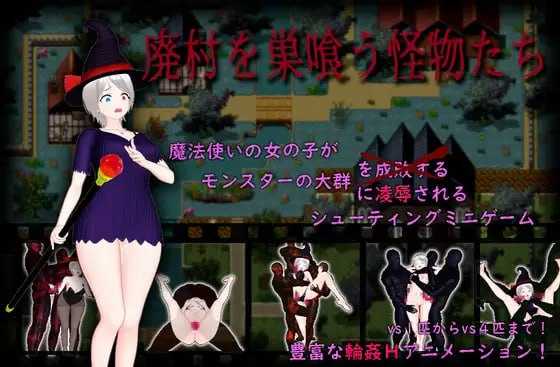 廃村を巣喰う怪物たち
魔法使いの女の子が
モンスターの大群
を成敗する
に凌辱される
シューティングミニゲーム
vs1匹からvs4匹まで!
豊富な輪姦Hアニメーション!